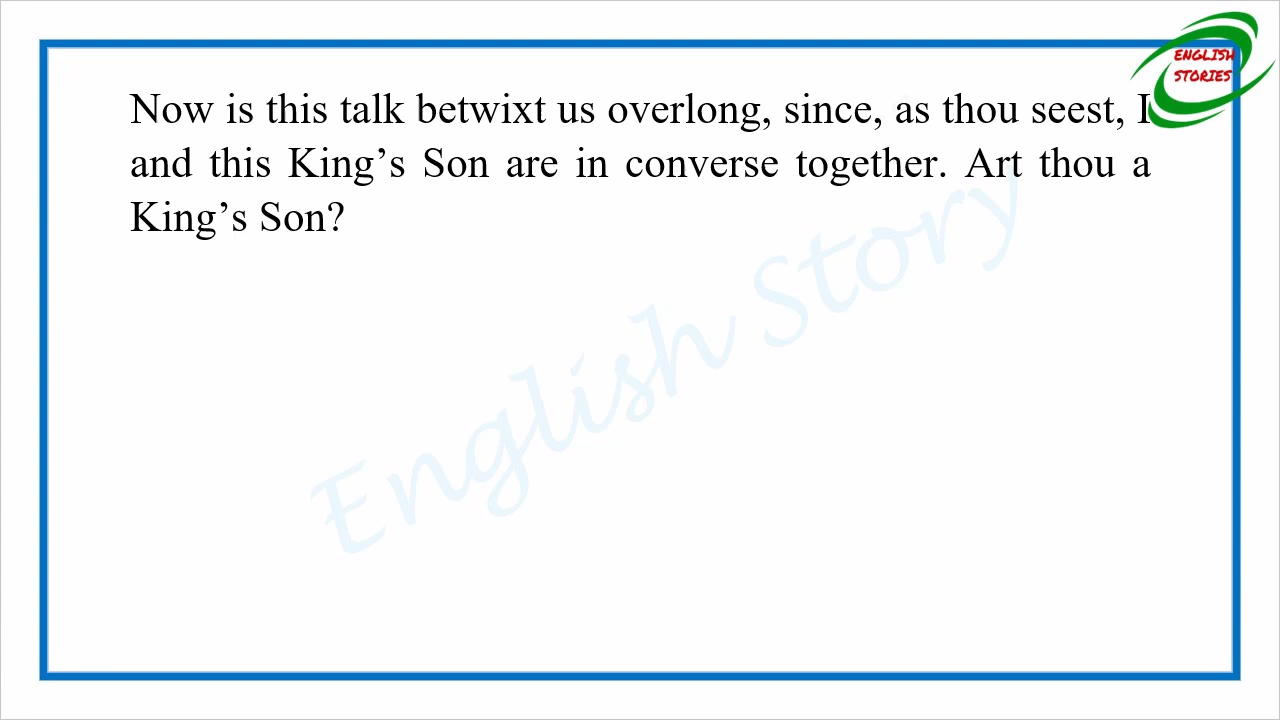 ENGLISH
STORIES
Now is this talk betwixt us overlong, since, as thou seest, I
and this King’s Son are in converse together. Art thou a
King’s Son?
English Story